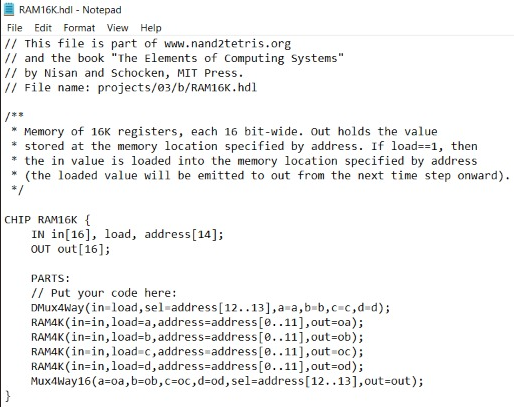 RAM16K.hdl - Notepad
File Edit Format View Help
// This file is part of www.nand2tetris.org
// and the book "The Elements of Computing Systems"
// by Nisan and Schocken, MIT Press.
// File name: projects/03/b/RAM16K.hdl
/**
* Memory of 16K registers, each 16 bit-wide. Out holds the value
* stored at the memory location specified by address. If load==1, then
* the in value is loaded into the memory location specified by address
* (the loaded value will be emitted to out from the next time step onward).
*/
CHIP RAM16K {
IN in[16], load, address[14];
OUT out[16];
PARTS:
// Put your code here:
DMux4Way(in=load,sel=address[12..13],a=a,b=b,c=c,d=d);
RAM4K(in=in,load=a,address=address[0..11],out=oa);
RAM4K(in=in,load=b,address=address[0..11],out=ob);
RAM4K(in=in,load=c,address=address[0..11],out=oc);
RAM4K(in=in,load=d,address=address[0..11],out=od);
Mux4Way16(a=oa,b=ob,c=oc,d=od,sel=address[12..13],out=out);
}